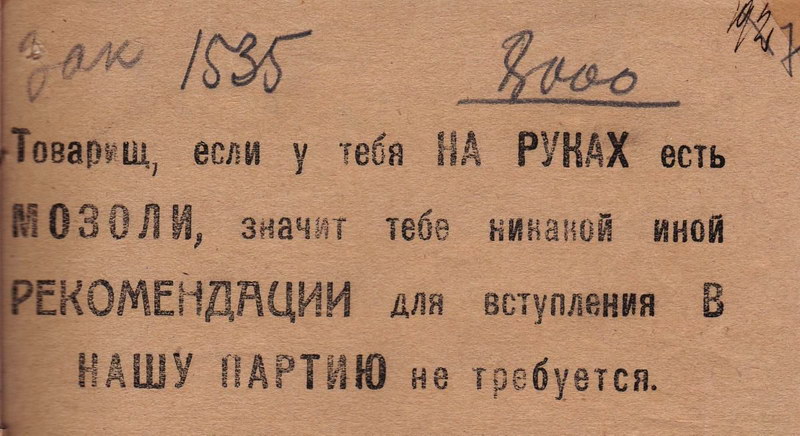 зак 1535 3000 1927
Товарищ, если у тебя НА РУКАХ есть
МОЗОЛИ, значит тебе никакой иной
РЕКОМЕНДАЦИИ для вступления В
НАШУ ПАРТИЮ не требуется.